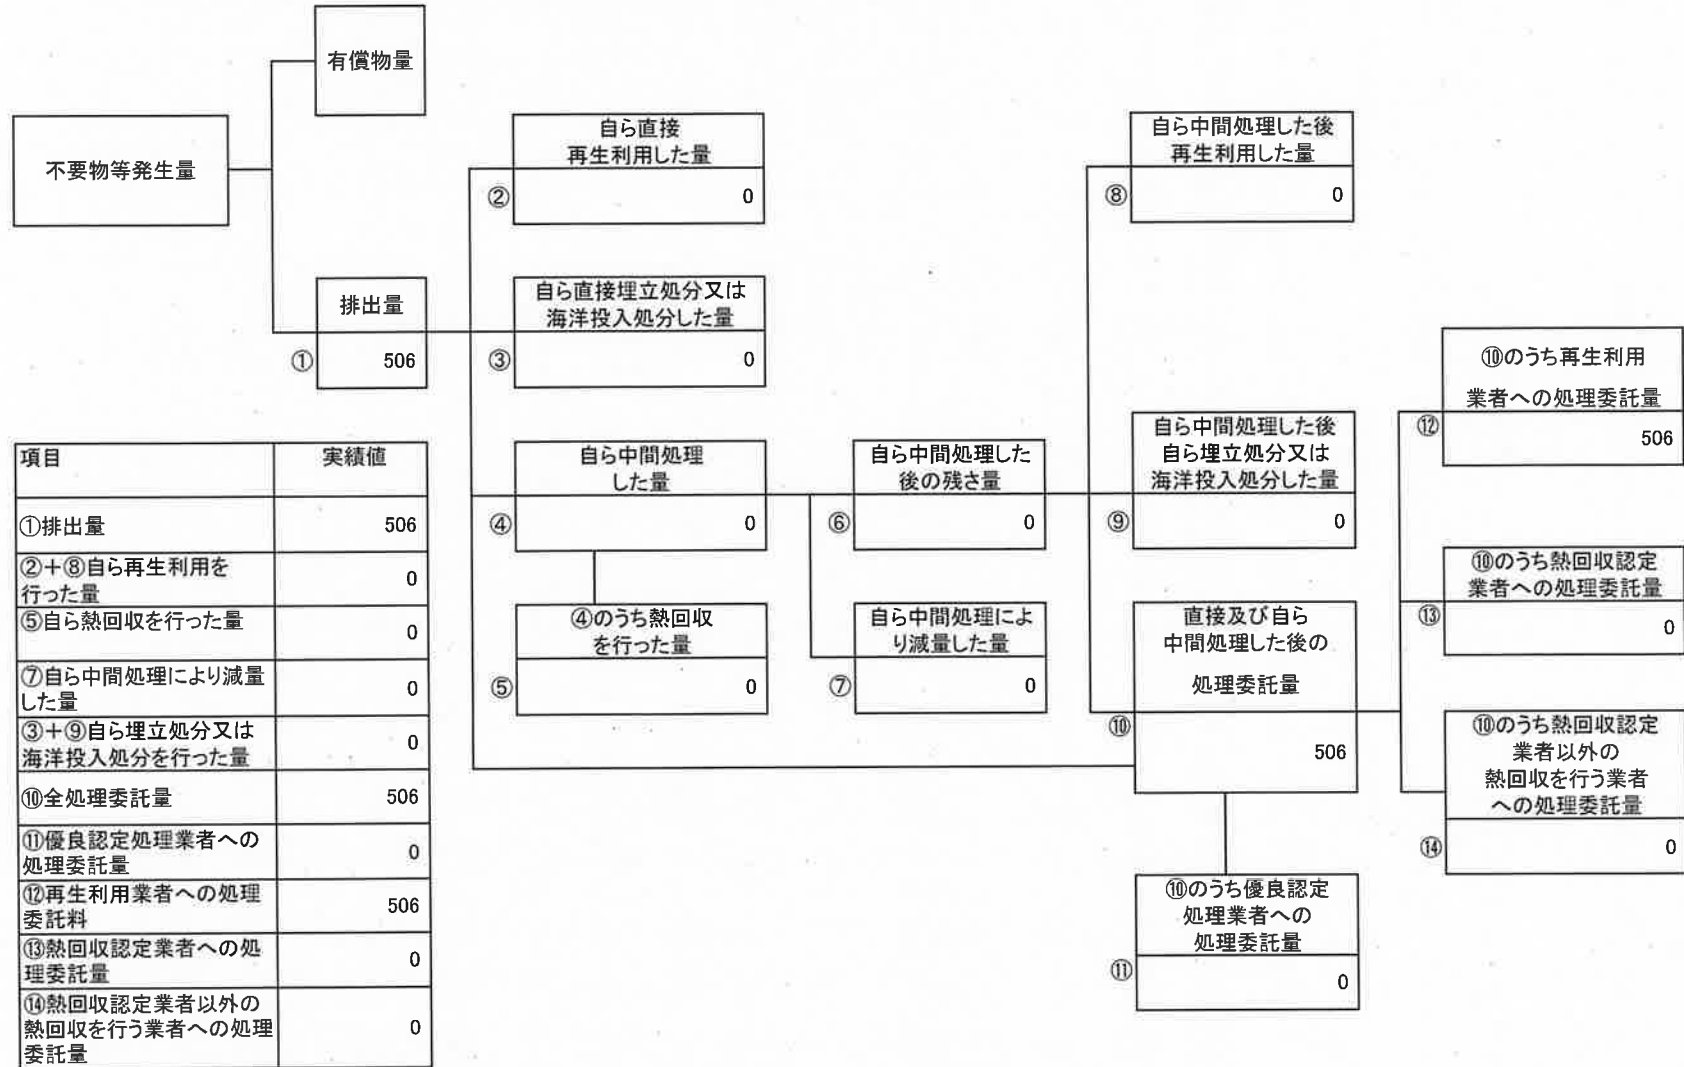 有償物量
不要物等発生量
排出量
①
506
自ら直接
再生利用した量
②
0
自ら直接埋立処分又は
海洋投入処分した量
③
0
自ら中間処理
した量
④
0
④のうち熱回収
を行った量
⑤
0
自ら中間処理した
後の残さ量
⑥
0
自ら中間処理によ
り減量した量
⑦
0
自ら中間処理した後
再生利用した量
⑧
0
自ら中間処理した後
自ら埋立処分又は
海洋投入処分した量
⑨
0
直接及び自ら
中間処理した後の
処理委託量
⑩
506
⑩のうち優良認定
処理業者への
処理委託量
⑪
0
⑩のうち再生利用
業者への処理委託量
⑫
506
⑩のうち熱回収認定
業者への処理委託量
⑬
0
⑩のうち熱回収認定
業者以外の
熱回収を行う業者
への処理委託量
⑭
0
項目 実績値
①排出量 506
②+⑧自ら再生利用を
行った量 0
⑤自ら熱回収を行った量 0
⑦自ら中間処理により減量
した量 0
③+⑨自ら埋立処分又は
海洋投入処分を行った量 0
⑩全処理委託量 506
⑪優良認定処理業者への
処理委託量 0
⑫再生利用業者への処理
委託料 506
⑬熱回収認定業者への処
理委託量 0
⑭熱回収認定業者以外の
熱回収を行う業者への処理
委託量 0